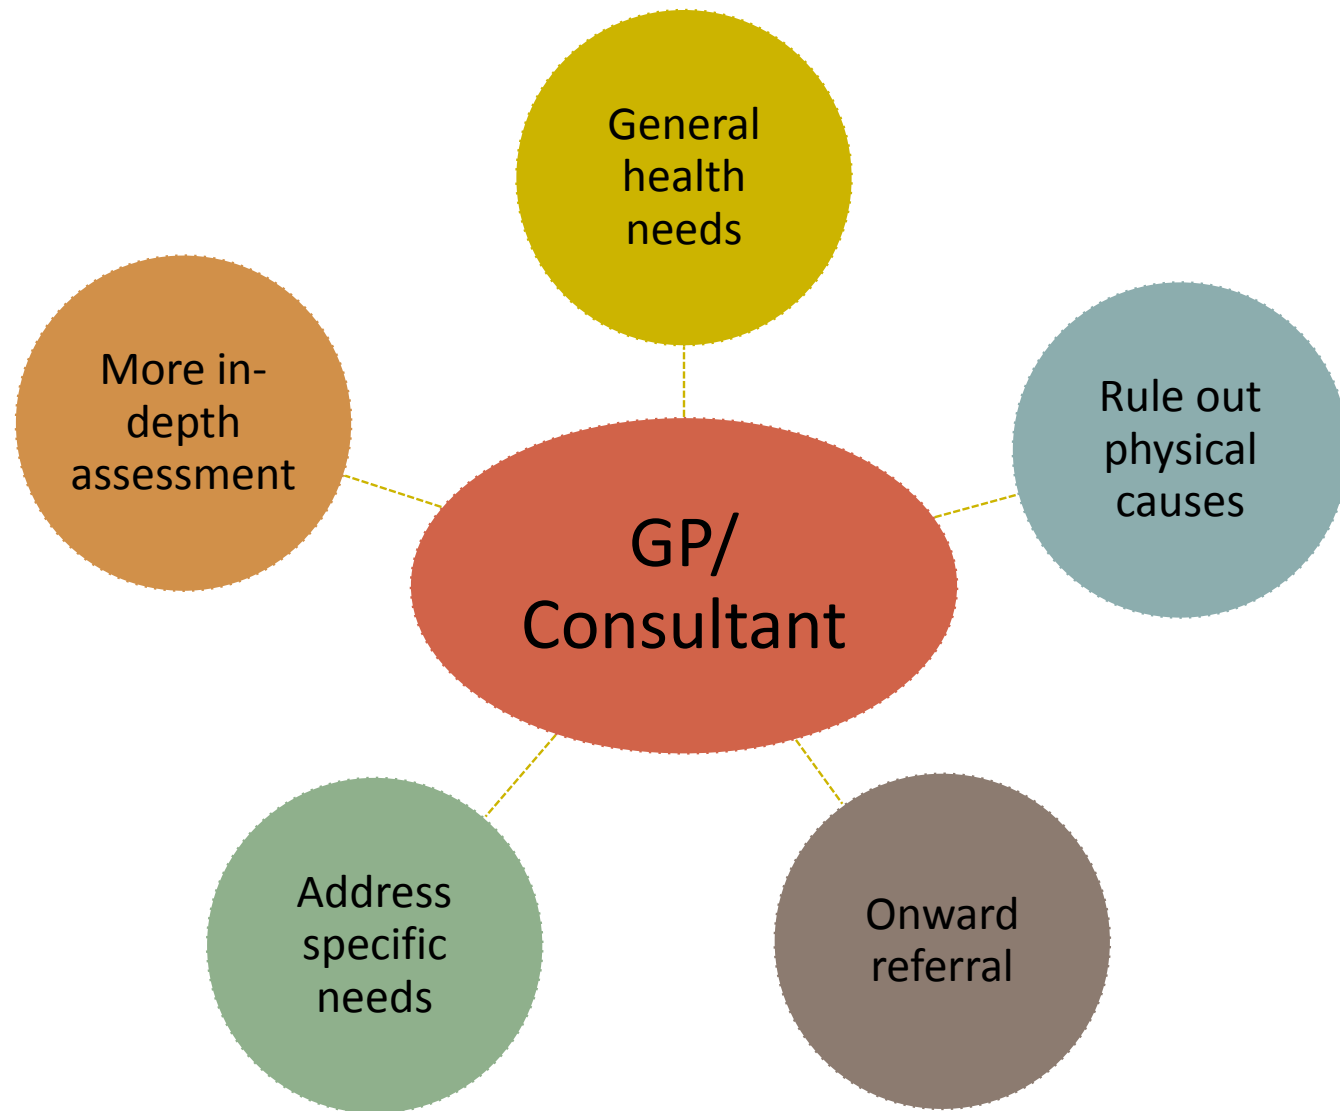 General
health
needs
More in-
depth
assessment
Rule out
physical
causes
GP/
Consultant
Address
specific
needs
Onward
referral